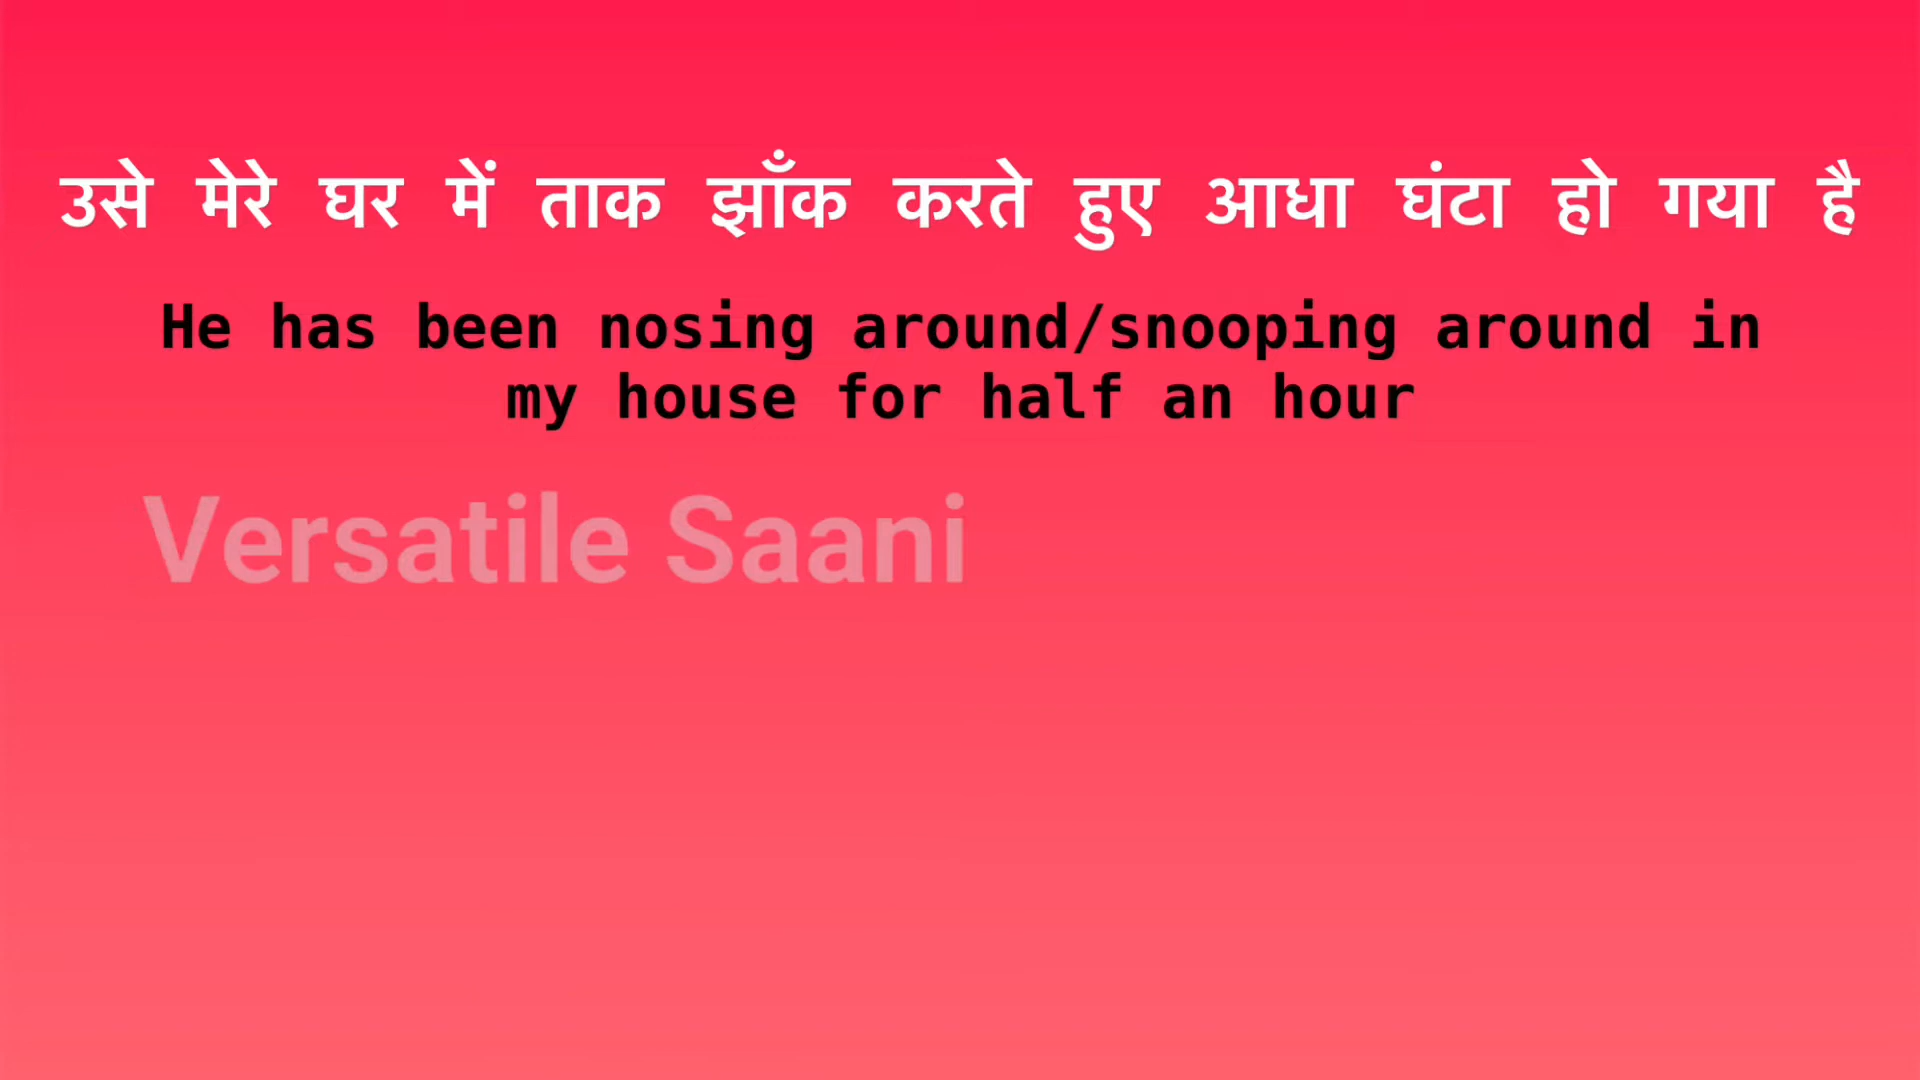 उसे मेरे घर में ताक झाँक करते हुए आधा घंटा हो गया है
He has been nosing around/snooping around in
my house for half an hour
Versatile Saani